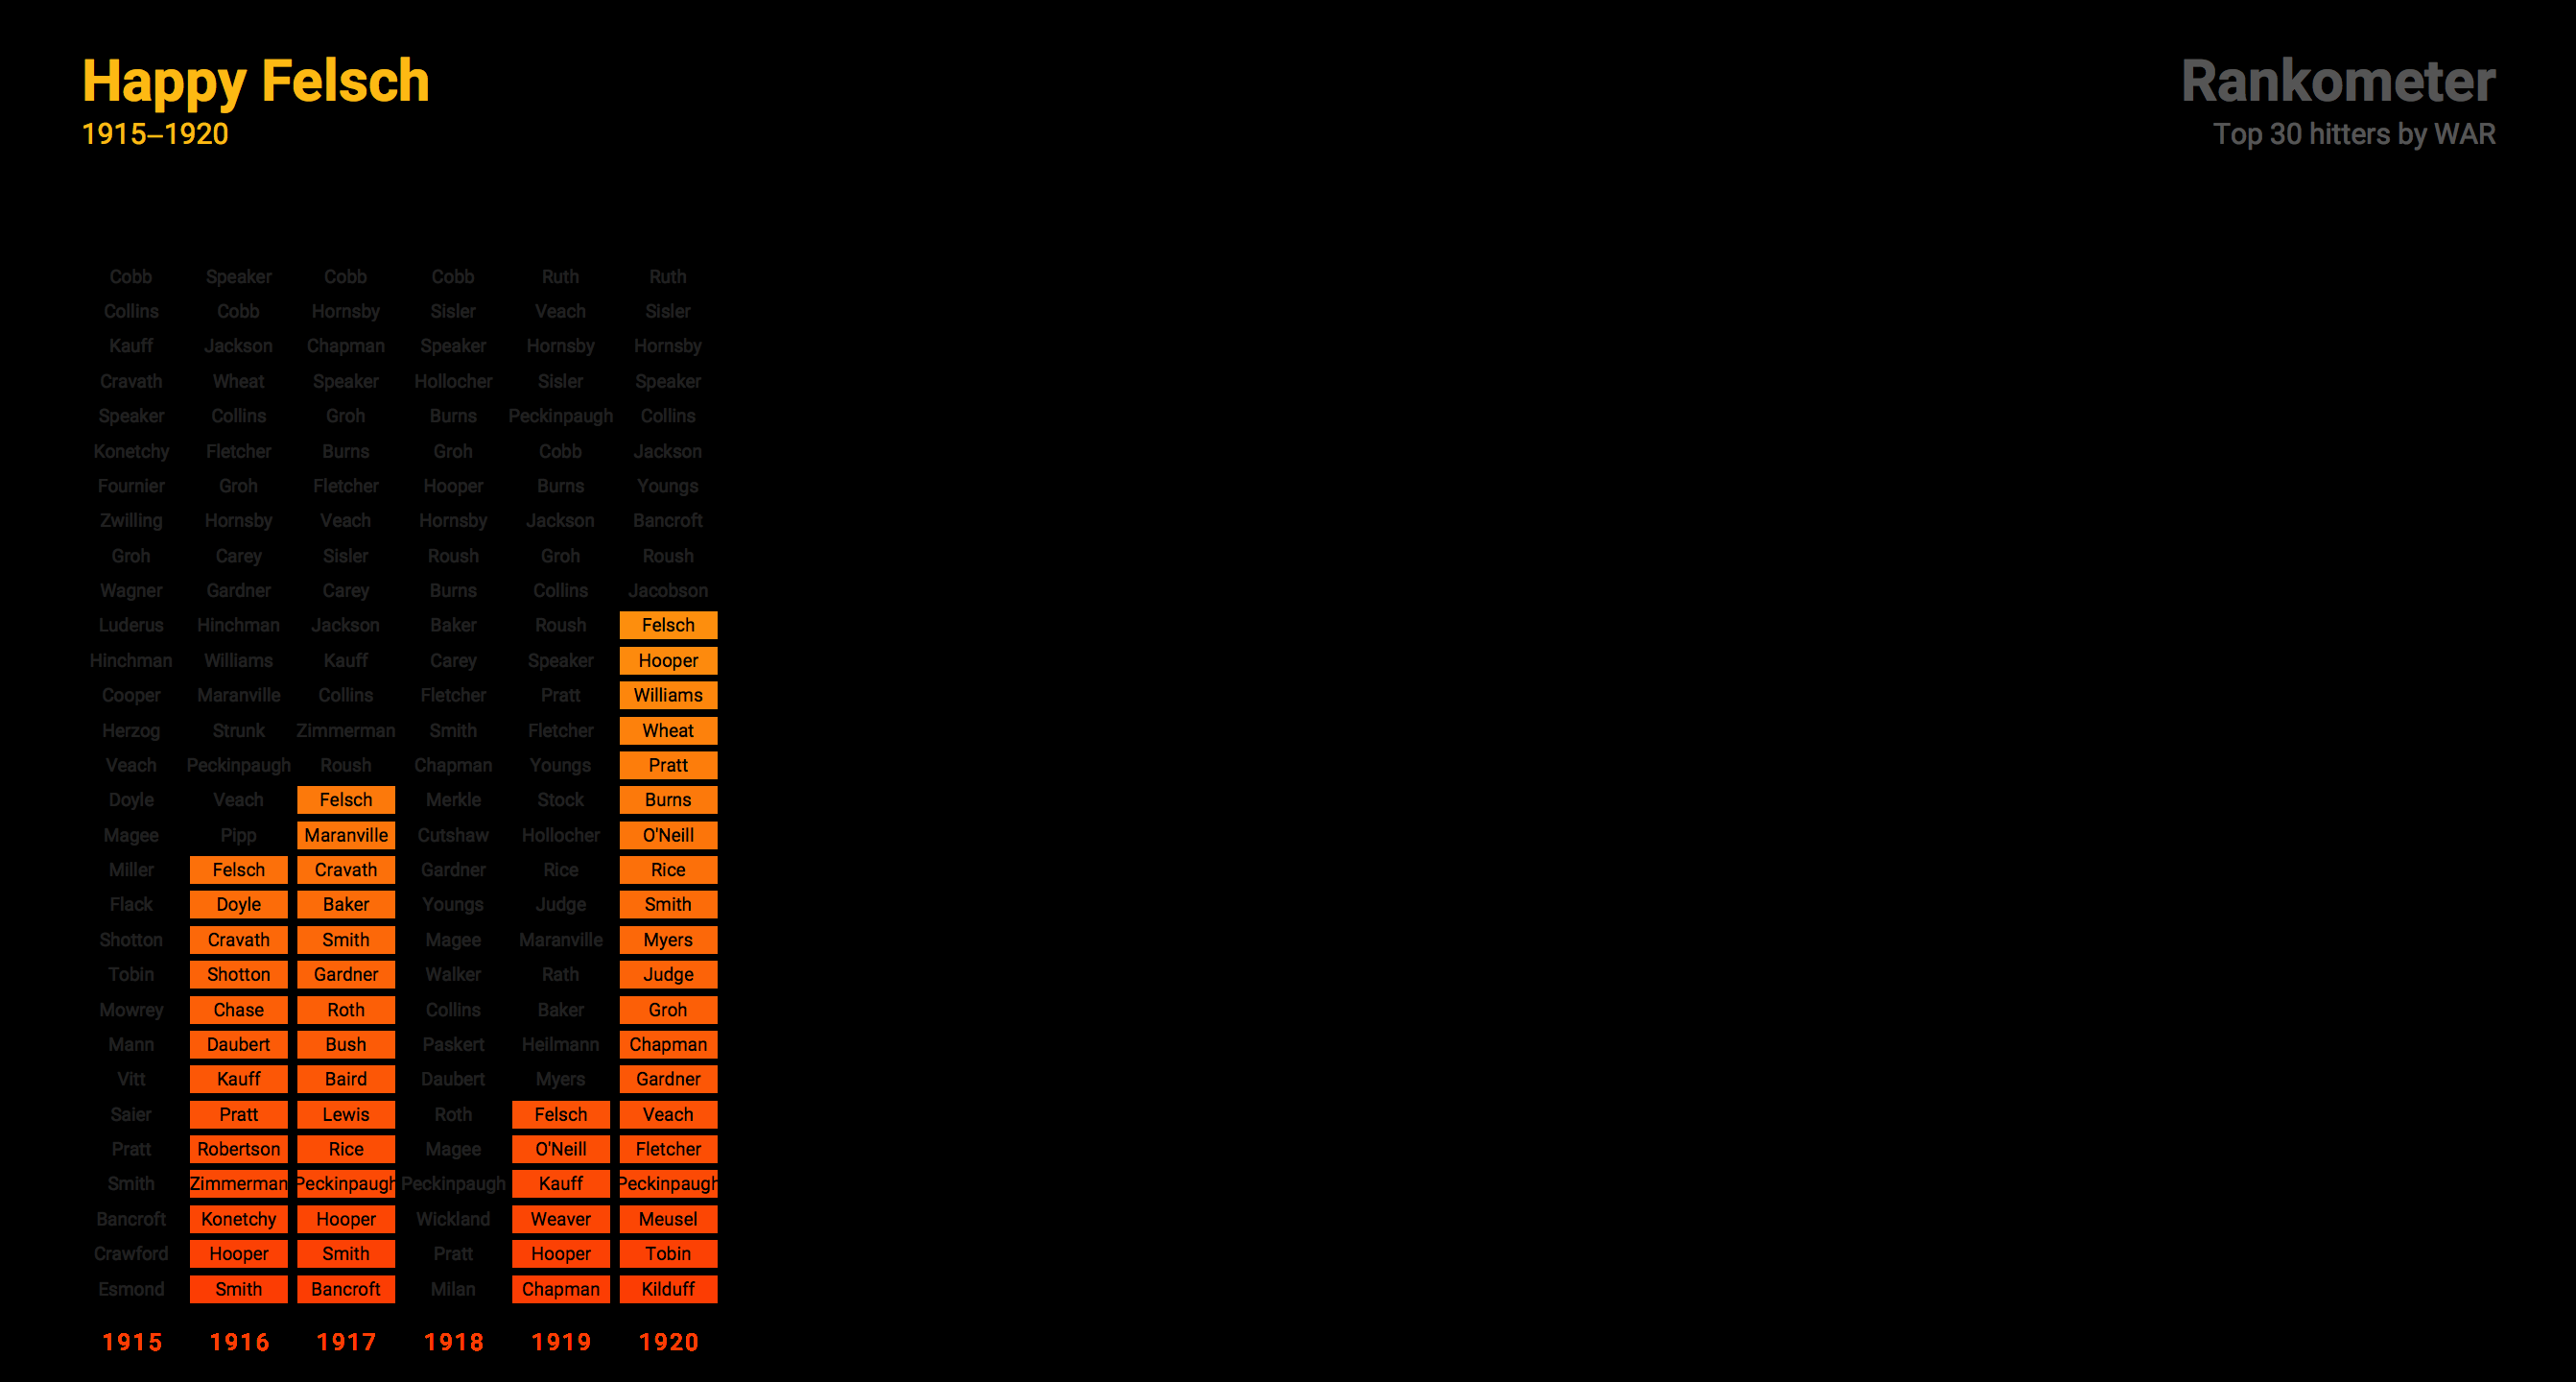 Happy Felsch
1915–1920
Rankometer
Top 30 hitters by WAR
Cobb Speaker Cobb Cobb Ruth Ruth
Collins Cobb Hornsby Sisler Veach Sisler
Kauff Jackson Chapman Speaker Hornsby Hornsby
Cravath Wheat Speaker Hollocher Sisler Speaker
Speaker Collins Groh Burns Peckinpaugh Collins
Konetchy Fletcher Burns Groh Cobb Jackson
Fournier Groh Fletcher Hooper Burns Youngs
Zwilling Hornsby Veach Hornsby Jackson Bancroft
Groh Carey Sisler Roush Groh Roush
Wagner Gardner Carey Burns Collins Jacobson
Luderus Hinchman Jackson Baker Roush Felsch
Hinchman Williams Kauff Carey Speaker Hooper
Cooper Maranville Collins Fletcher Pratt Williams
Herzog Strunk Zimmerman Smith Fletcher Wheat
Veach Peckinpaugh Roush Chapman Youngs Pratt
Doyle Veach Felsch Merkle Stock Burns
Magee Pipp Maranville Cutshaw Hollocher O'Neill
Miller Felsch Cravath Gardner Rice Rice
Flack Doyle Baker Youngs Judge Smith
Shotton Cravath Smith Magee Maranville Myers
Tobin Shotton Gardner Walker Rath Judge
Mowrey Chase Roth Collins Baker Groh
Mann Daubert Bush Paskert Heilmann Chapman
Vitt Kauff Baird Daubert Myers Gardner
Saier Pratt Lewis Roth Felsch Veach
Pratt Robertson Rice Magee O'Neill Fletcher
Smith Zimmerman Peckinpaugh Peckinpaugh Kauff Peckinpaugh
Bancroft Konetchy Hooper Wickland Weaver Meusel
Crawford Hooper Smith Pratt Hooper Tobin
Esmond Smith Bancroft Milan Chapman Kilduff
1915 1916 1917 1918 1919 1920